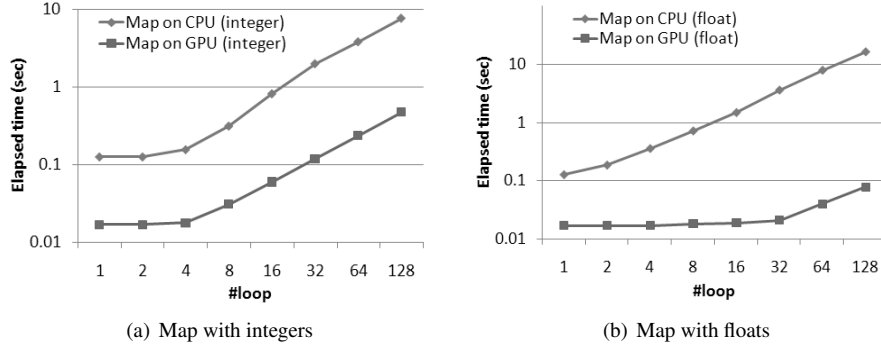 Map on CPU (integer)
Map on GPU (integer)
Elapsed time (sec)
10
1
0.1
0.01
1 2 4 8 16 32 64 128
#loop
(a) Map with integers
Map on CPU (float)
Map on GPU (float)
Elapsed time (sec)
10
1
0.1
0.01
1 2 4 8 16 32 64 128
#loop
(b) Map with floats